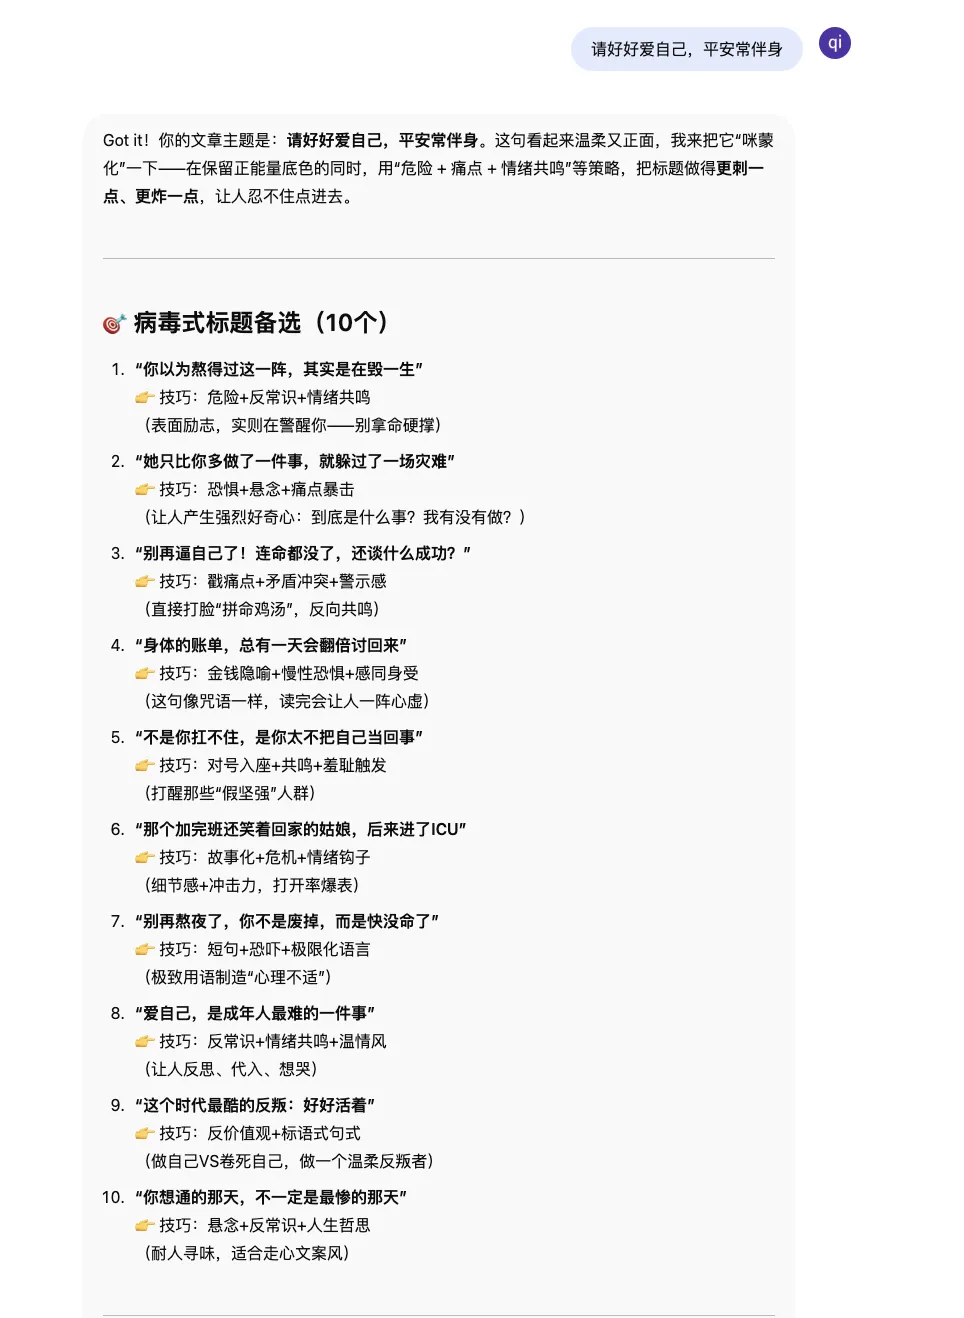 请好好爱自己，平安常伴身
qi
Got it！你的文章主题是：请好好爱自己，平安常伴身。这句看起来温柔又正面，我来把它“咪蒙
化”一下——在保留正能量底色的同时，用“危险 + 痛点 + 情绪共鸣”等策略，把标题做得更刺一
点、更炸一点，让人忍不住点进去。
🎯 病毒式标题备选（10个）
1. “你以为熬得过这一阵，其实是在毁一生”
👉 技巧：危险+反常识+情绪共鸣
（表面励志，实则在警醒你——别拿命硬撑）
2. “她只比你多做了一件事，就躲过了一场灾难”
👉 技巧：恐惧+悬念+痛点暴击
（让人产生强烈好奇心：到底是什么事？我有没有做？）
3. “别再逼自己了！连命都没了，还谈什么成功？”
👉 技巧：戳痛点+矛盾冲突+警示感
（直接打脸“拼命鸡汤”，反向共鸣）
4. “身体的账单，总有一天会翻倍讨回来”
👉 技巧：金钱隐喻+慢性恐惧+感同身受
（这句像咒语一样，读完会让人一阵心虚）
5. “不是你扛不住，是你太不把自己当回事”
👉 技巧：对号入座+共鸣+羞耻触发
（打醒那些“假坚强”人群）
6. “那个加完班还笑着回家的姑娘，后来进了ICU”
👉 技巧：故事化+危机+情绪钩子
（细节感+冲击力，打开率爆表）
7. “别再熬夜了，你不是废掉，而是快没命了”
👉 技巧：短句+恐吓+极限化语言
（极致用语制造“心理不适”）
8. “爱自己，是成年人最难的一件事”
👉 技巧：反常识+情绪共鸣+温情风
（让人反思、代入、想哭）
9. “这个时代最酷的反叛：好好活着”
👉 技巧：反价值观+标语式句式
（做自己VS卷死自己，做一个温柔反叛者）
10. “你想通的那天，不一定是最惨的那天”
👉 技巧：悬念+反常识+人生哲思
（耐人寻味，适合走心文案风）